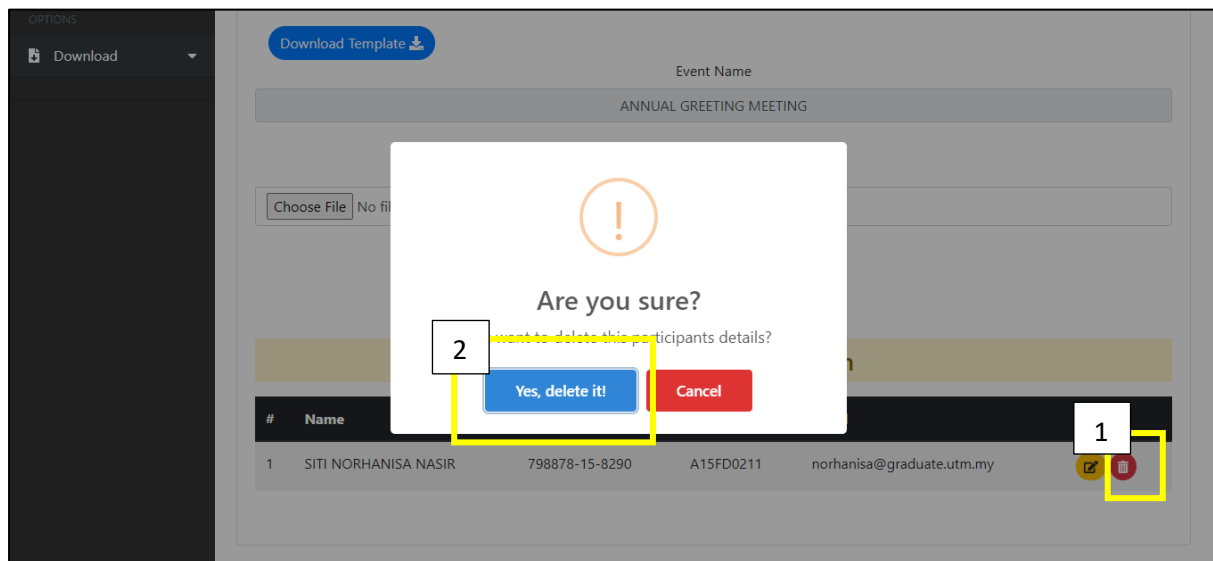 OPTIONS
Download
Download Template
Event Name
ANNUAL GREETING MEETING
Choose File No fil
Are you sure?
want to delete this participants details?
2
Yes, delete it! Cancel
# Name
1
1 SITI NORHANISA NASIR 798878-15-8290 A15FD0211 norhanisa@graduate.utm.my